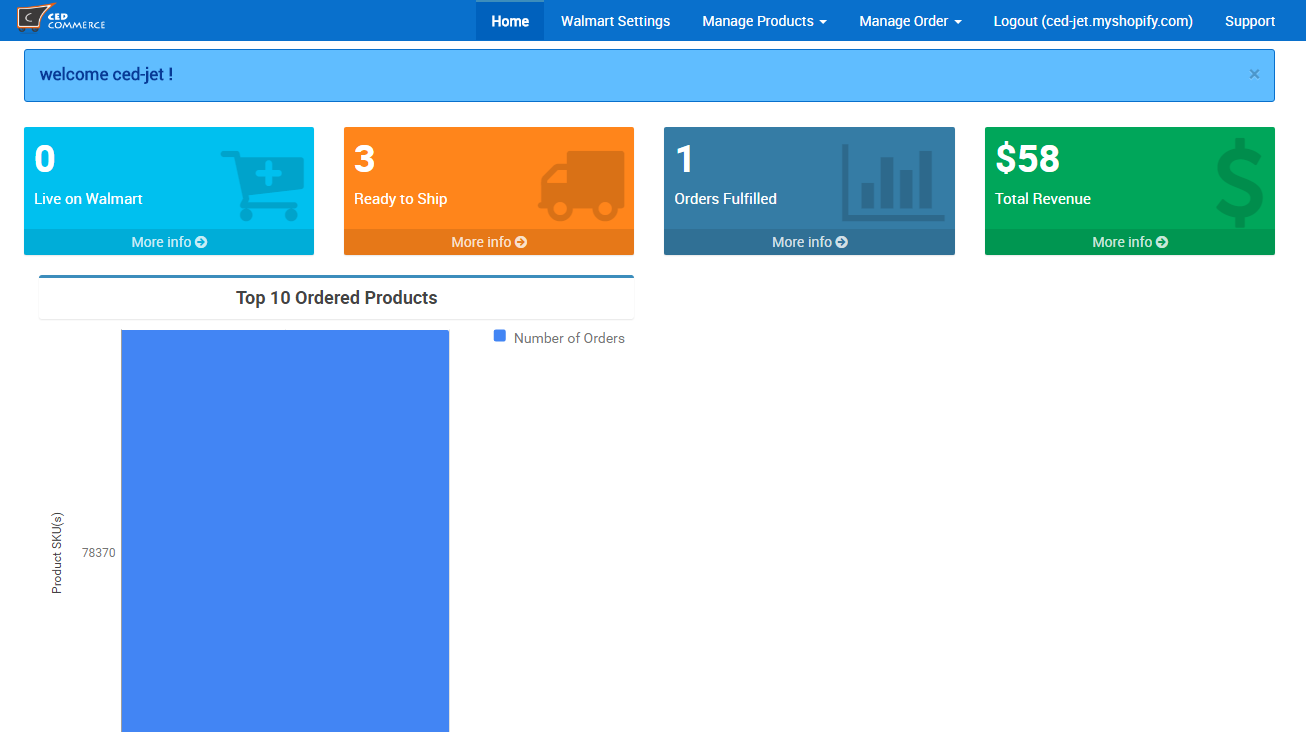 C CED COMMERCE
Home Walmart Settings Manage Products Manage Order Logout (ced-jet.myshopify.com) Support
welcome ced-jet !
×
0
Live on Walmart
More info
3
Ready to Ship
More info
1
Orders Fulfilled
More info
$58
Total Revenue
More info
Top 10 Ordered Products
Number of Orders
Product SKU(s)
78370